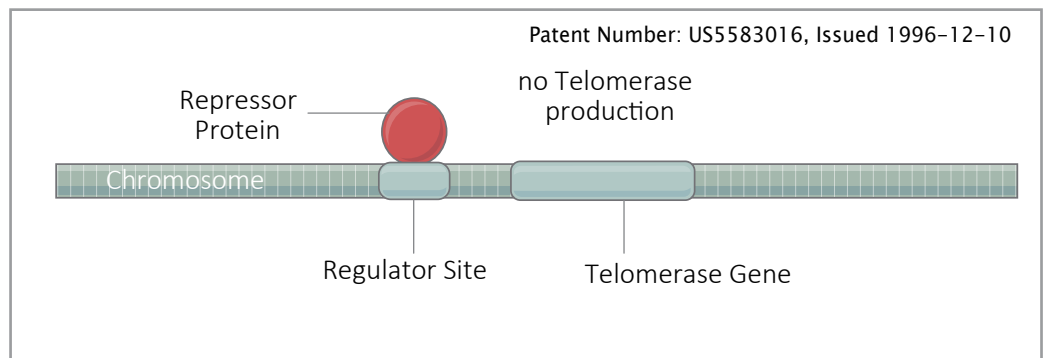 Patent Number: US5583016, Issued 1996-12-10
no Telomerase
production
Repressor
Protein
Chromosome
Regulator Site
Telomerase Gene